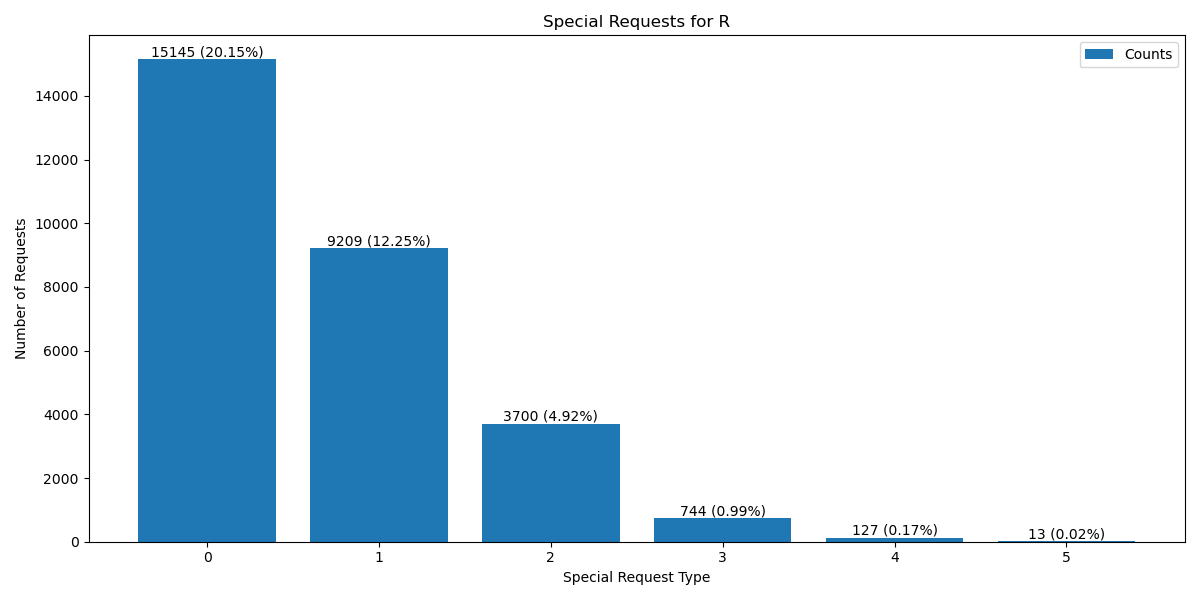 Special Requests for R
Counts
15145 (20.15%)
9209 (12.25%)
3700 (4.92%)
744 (0.99%)
127 (0.17%)
13 (0.02%)
Number of Requests
14000
12000
10000
8000
6000
4000
2000
0
0 1 2 3 4 5
Special Request Type